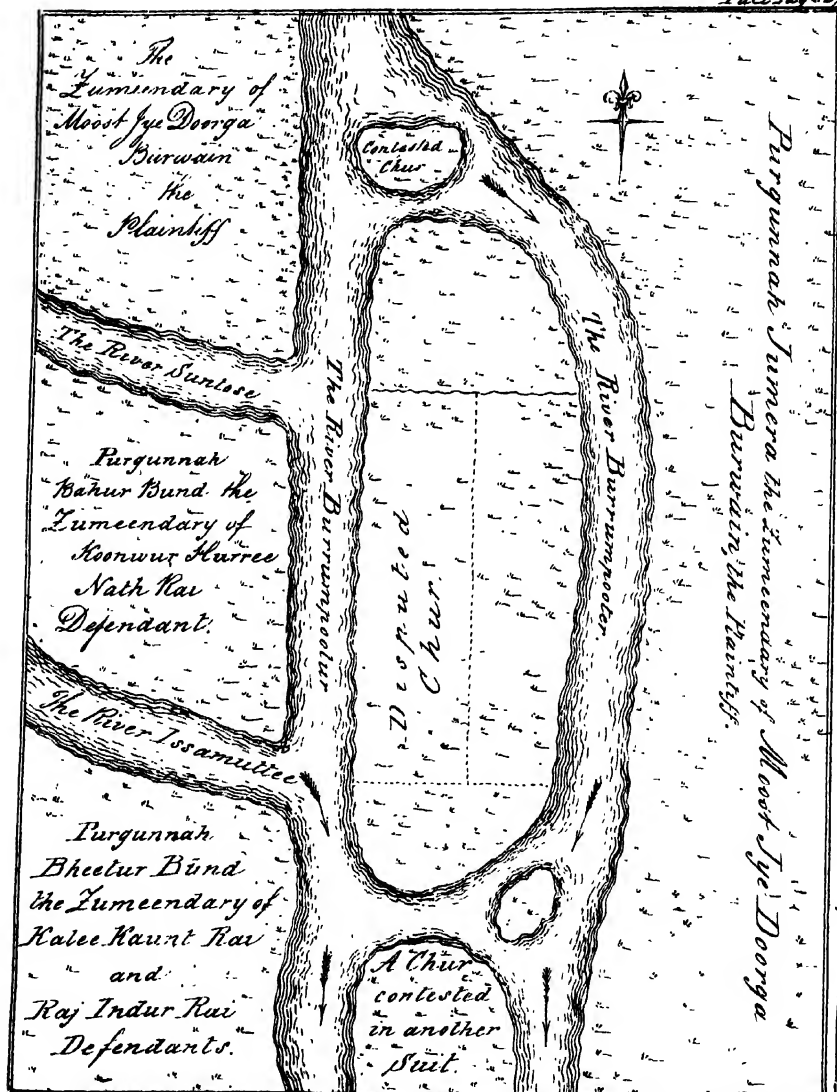 The
Zumeendary of
Moost Jye Doorga
Burwain
the
Plaintiff
Contested
Chur
The River Sunlose
The River Burrumpootur
The River Burrumpooter
Purgunnah Jumera the Zumeendary of Moost Jye Doorga
Burwain, the Plaintiff.
Purgunnah
Bahur Bund the
Zumeendary of
Koonwur Hurree
Nath Rai
Defendant.
Disputed
Chur.
The River Issamuttee
Purgunnah
Bheetur Bund
the Zumeendary of
Kalee Kaunt Rai
and
Raj Indur Rai
Defendants.
A Chur
contested
in another
Suit.